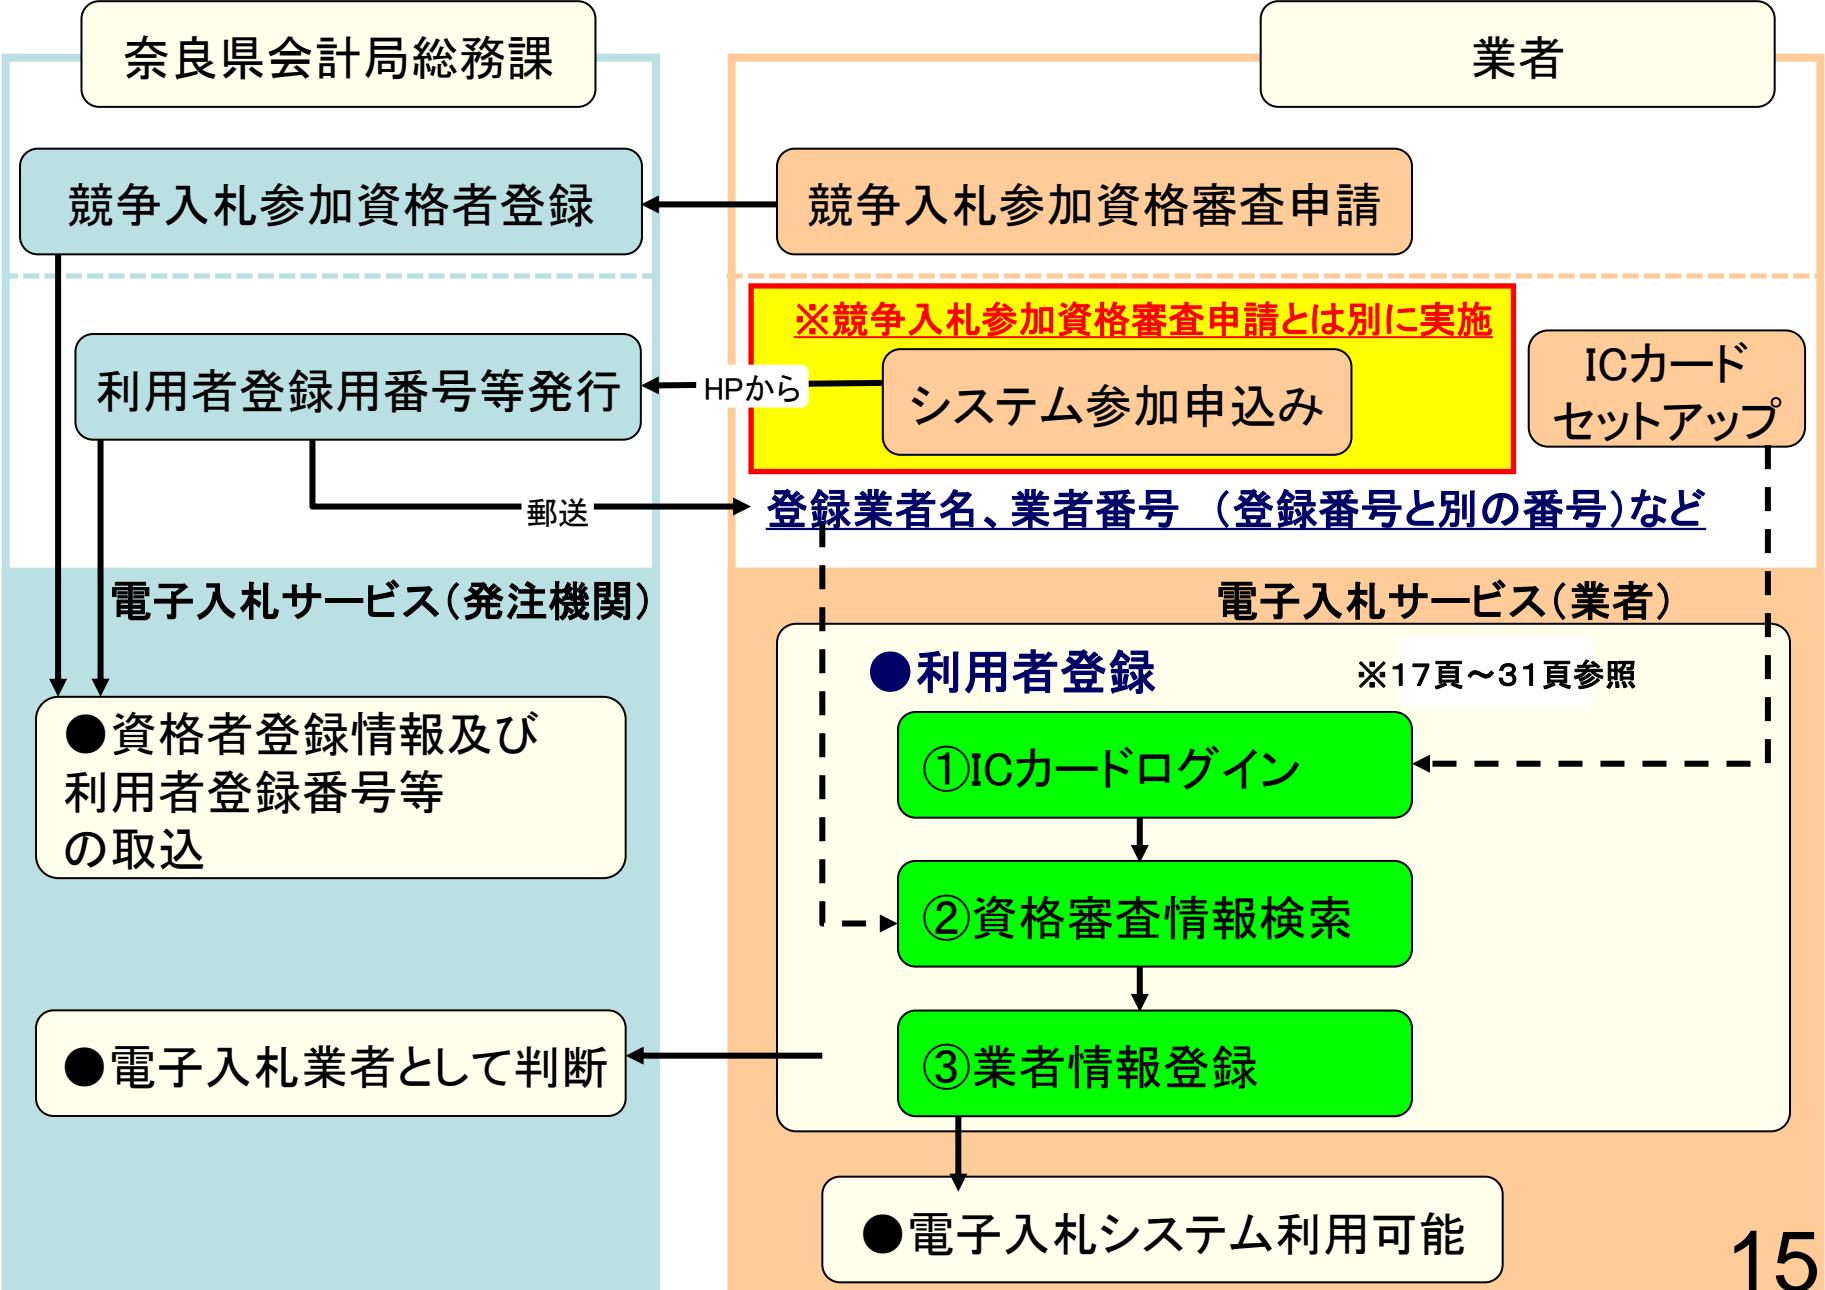 奈良県会計局総務課
業者
競争入札参加資格者登録
競争入札参加資格審査申請
※競争入札参加資格審査申請とは別に実施
利用者登録用番号等発行
HPから
システム参加申込み
ICカード
セットアップ
郵送
登録業者名、業者番号 （登録番号と別の番号）など
電子入札サービス（発注機関）
電子入札サービス（業者）
●利用者登録
※17頁～31頁参照
●資格者登録情報及び
利用者登録番号等
の取込
①ICカードログイン
②資格審査情報検索
●電子入札業者として判断
③業者情報登録
●電子入札システム利用可能
15